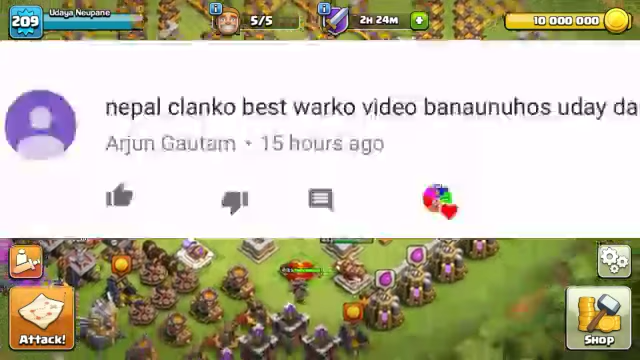 209
Udaya Neupane
5/5
2H 24M
10 000 000
nepal clanko best warko video banaunuhos uday da
Arjun Gautam • 15 hours ago
Attack!
Shop